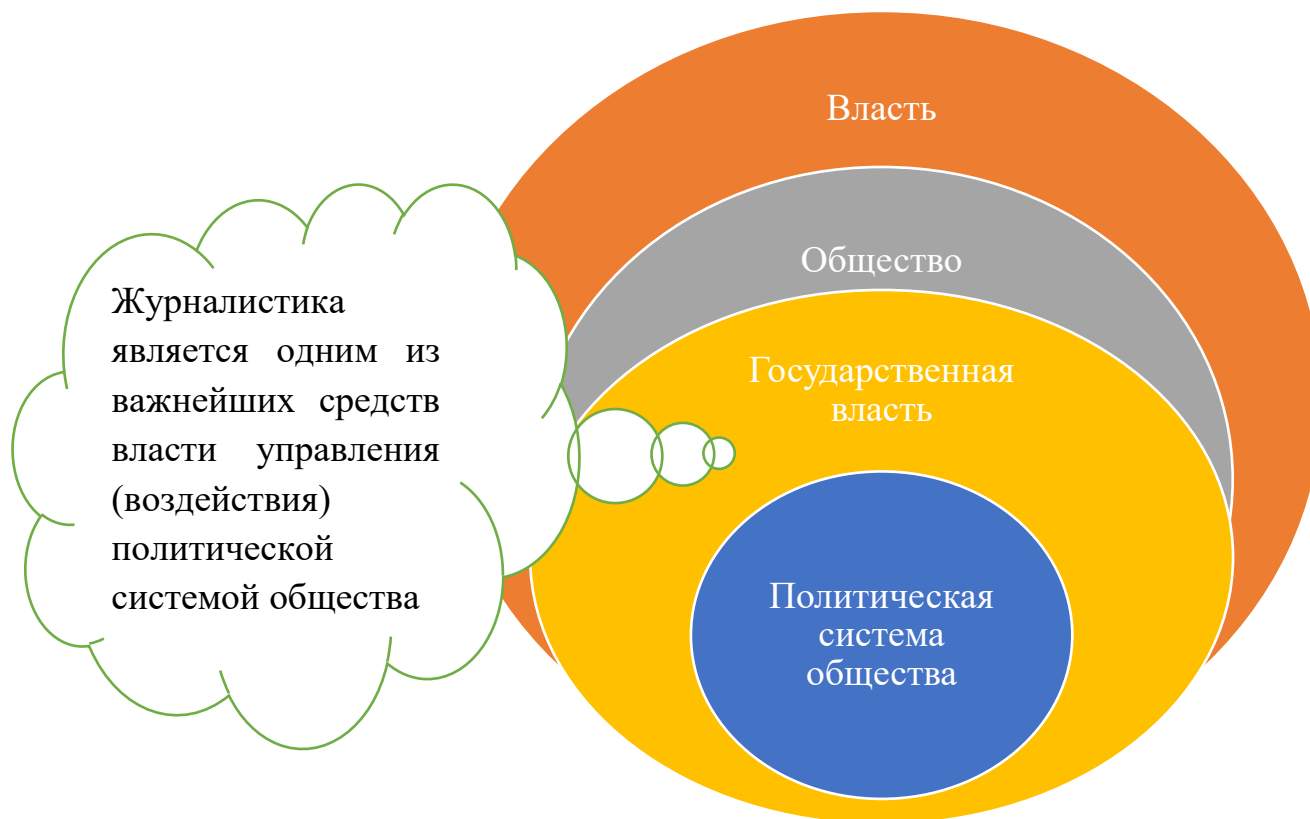 Власть
Общество
Государственная
власть
Политическая
система
общества
Журналистика
является одним из
важнейших средств
власти управления
(воздействия)
политической
системой общества